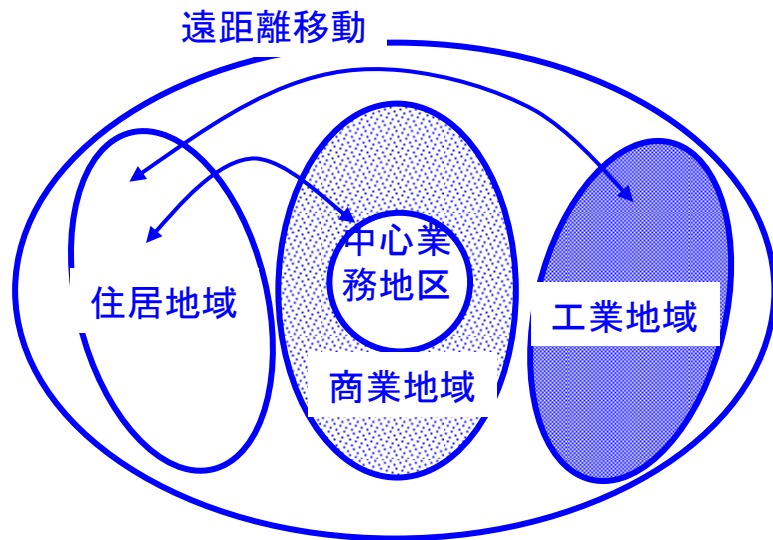 遠距離移動
中心業
務地区
住居地域
工業地域
商業地域